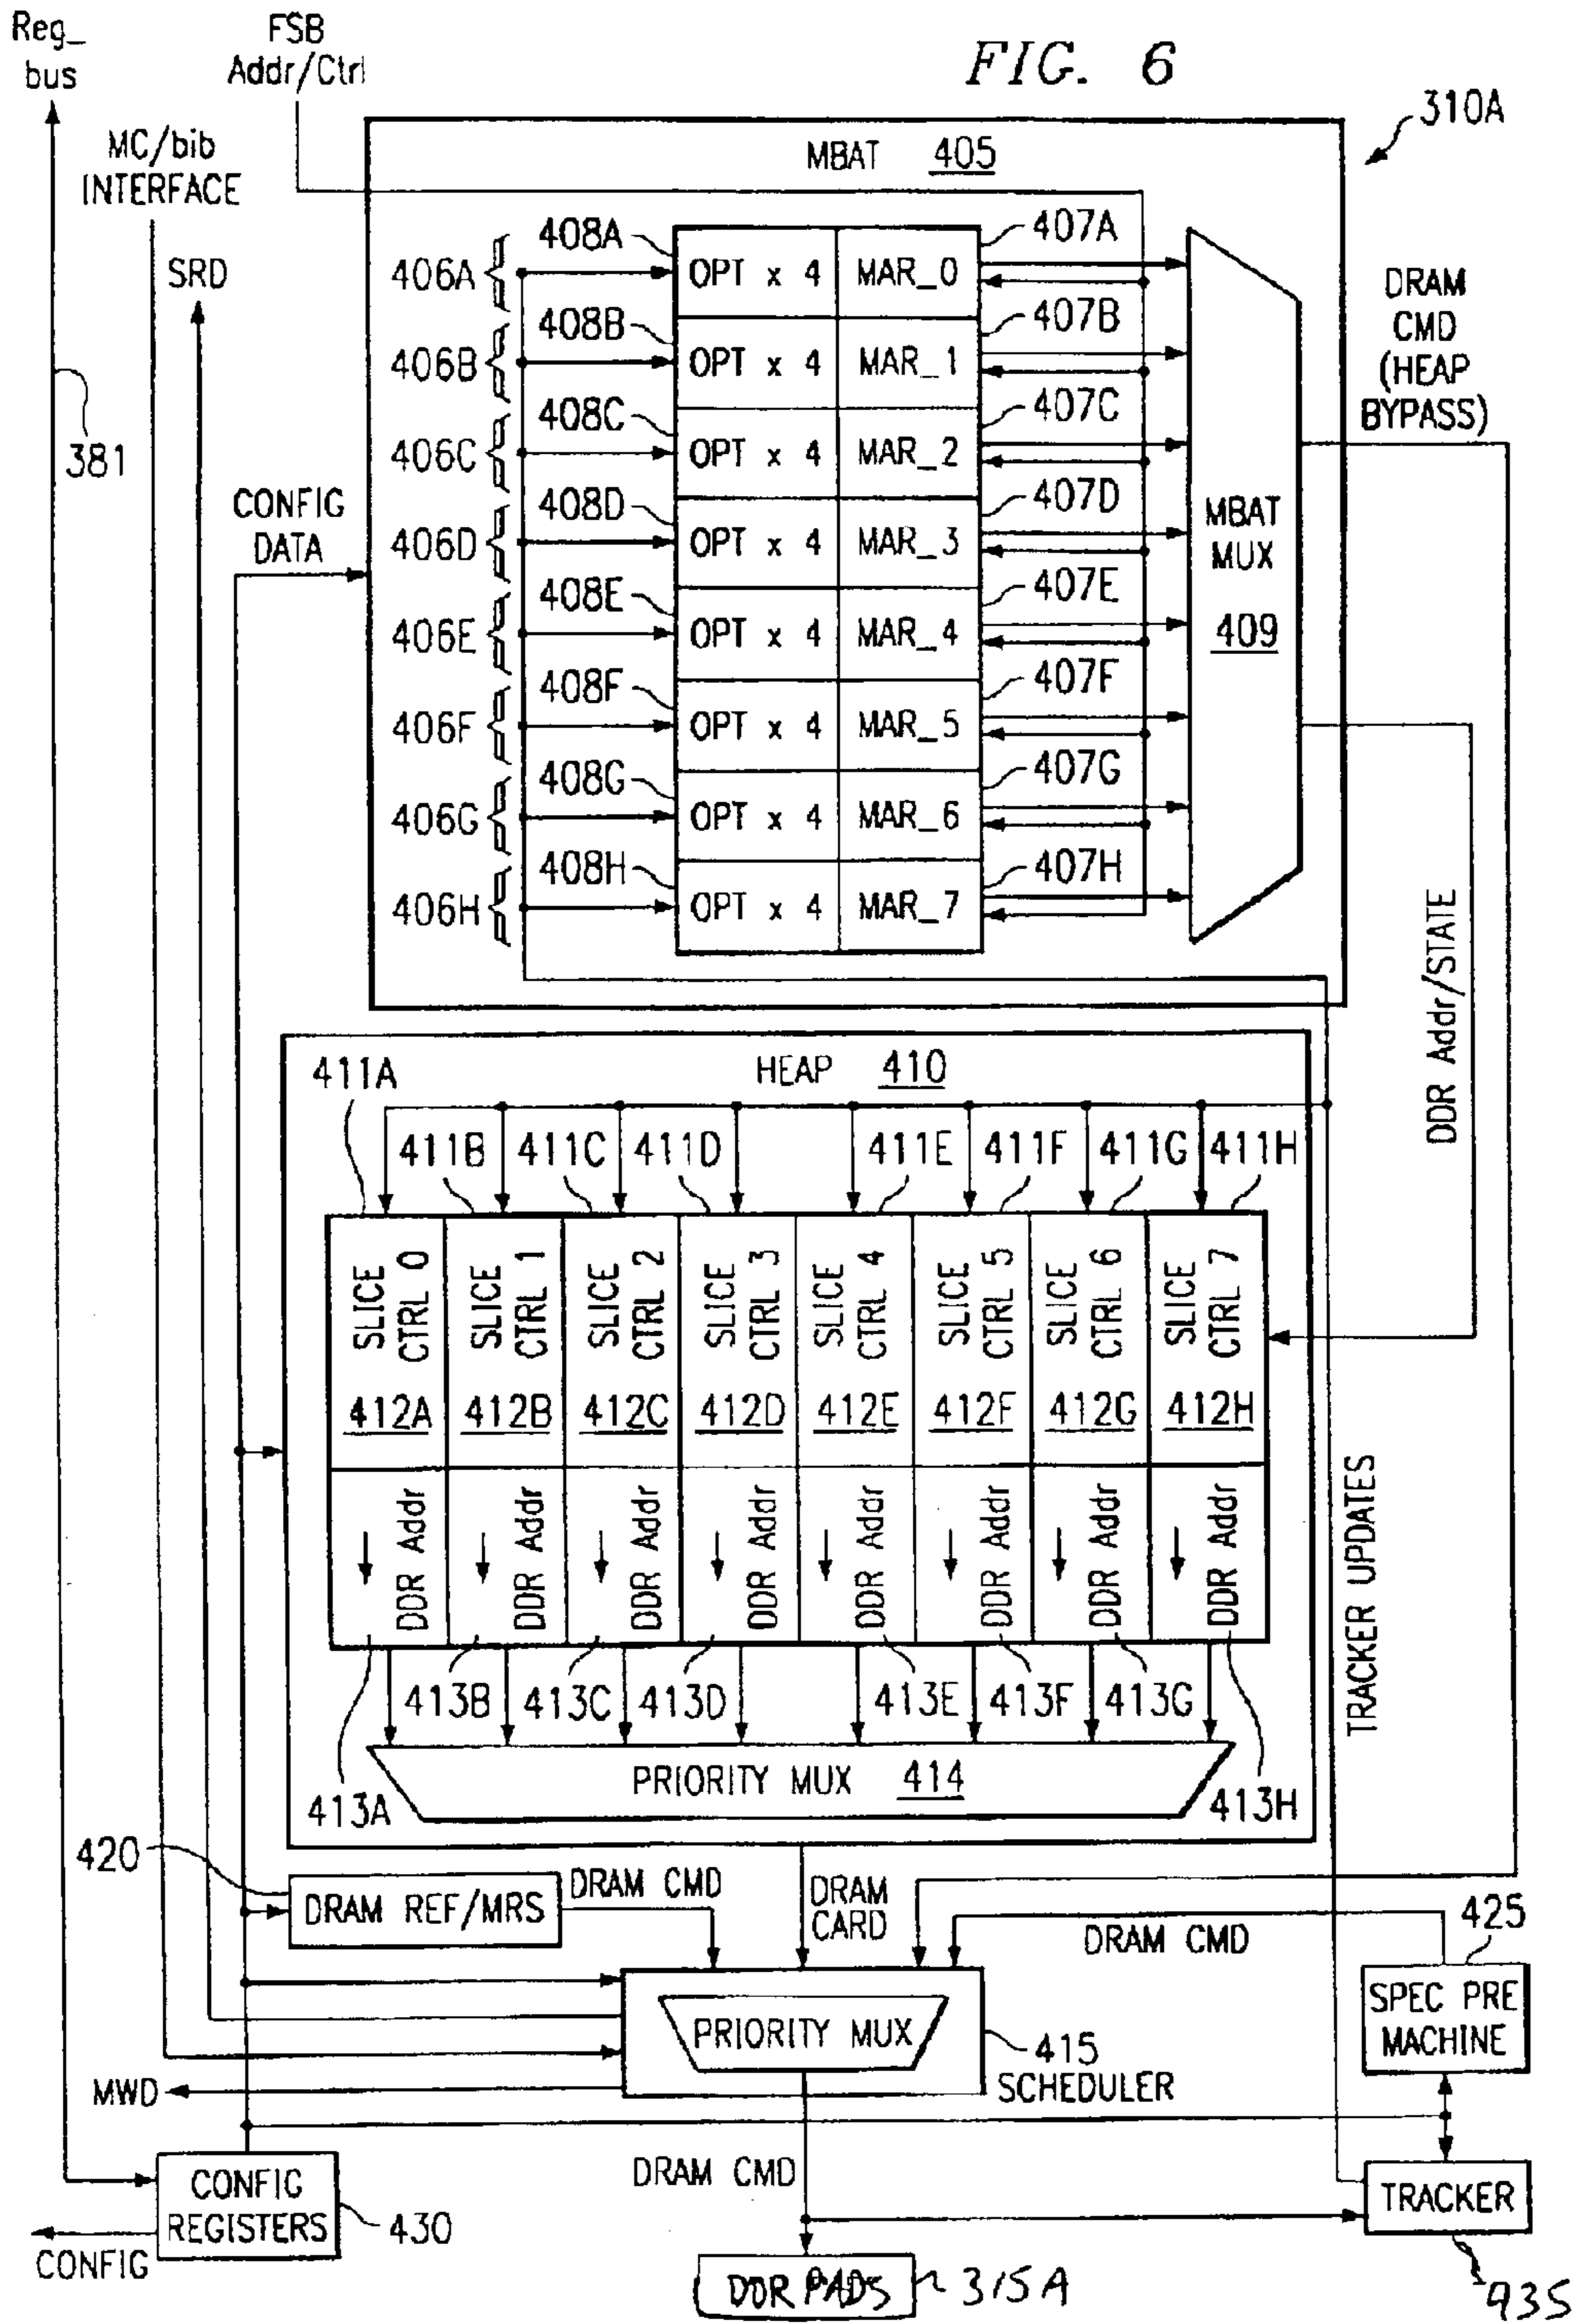 Reg_
bus
FSB
Addr/Ctrl
FIG. 6
310A
MC/bib
INTERFACE
SRD
381
CONFIG
DATA
MBAT 405
406A 408A OPT x 4 MAR_0 407A
406B 408B OPT x 4 MAR_1 407B
406C 408C OPT x 4 MAR_2 407C
406D 408D OPT x 4 MAR_3 407D
406E 408E OPT x 4 MAR_4 407E
406F 408F OPT x 4 MAR_5 407F
406G 408G OPT x 4 MAR_6 407G
406H 408H OPT x 4 MAR_7 407H
MBAT
MUX
409
DRAM
CMD
(HEAP
BYPASS)
DDR Addr/STATE
HEAP 410
411A
411B 411C 411D 411E 411F 411G 411H
SLICE CTRL 0
SLICE CTRL 1
SLICE CTRL 2
SLICE CTRL 3
SLICE CTRL 4
SLICE CTRL 5
SLICE CTRL 6
SLICE CTRL 7
412A 412B 412C 412D 412E 412F 412G 412H
DDR Addr
DDR Addr
DDR Addr
DDR Addr
DDR Addr
DDR Addr
DDR Addr
DDR Addr
413B 413C 413D 413E 413F 413G
PRIORITY MUX 414
413A
413H
TRACKER UPDATES
420
DRAM REF/MRS
DRAM CMD
DRAM
CARD
DRAM CMD
425
SPEC PRE
MACHINE
PRIORITY MUX
415
SCHEDULER
MWD
DRAM CMD
CONFIG
REGISTERS
430
CONFIG
TRACKER
435
DDR PADS
315A